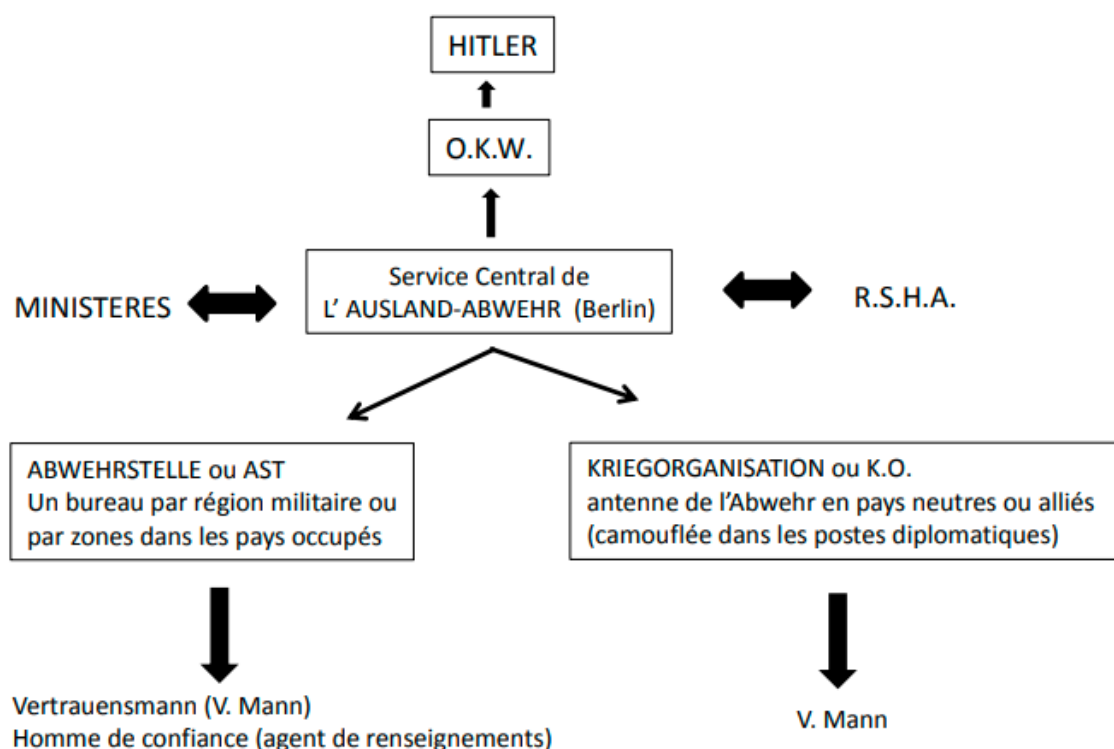 HITLER
O.K.W.
Service Central de
L’ AUSLAND-ABWEHR (Berlin)
MINISTERES
R.S.H.A.
ABWEHRSTELLE ou AST
Un bureau par région militaire ou
par zones dans les pays occupés
KRIEGORGANISATION ou K.O.
antenne de l’Abwehr en pays neutres ou alliés
(camouflée dans les postes diplomatiques)
Vertrauensmann (V. Mann)
Homme de confiance (agent de renseignements)
V. Mann